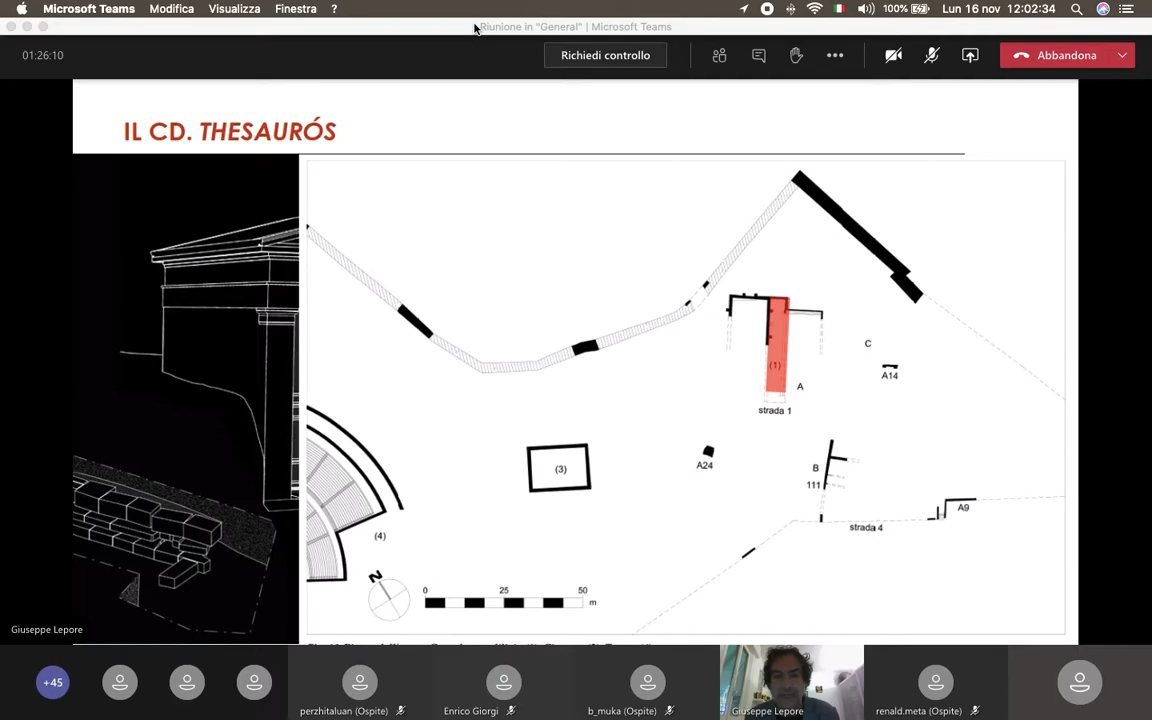 Microsoft Teams Modifica Visualizza Finestra ? 100% Lun 16 nov 12:02:34
Riunione in "General" | Microsoft Teams
01:26:10 Richiedi controllo Abbandona
IL CD. THESAURÓS
C
(1)
A14
A
strada 1
(3)
A24
B
111
A9
strada 4
(4)
N
0 25 50
m
Giuseppe Lepore
+45
perzhitaluan (Ospite) Enrico Giorgi b_muka (Ospite) Giuseppe Lepore renald.meta (Ospite)